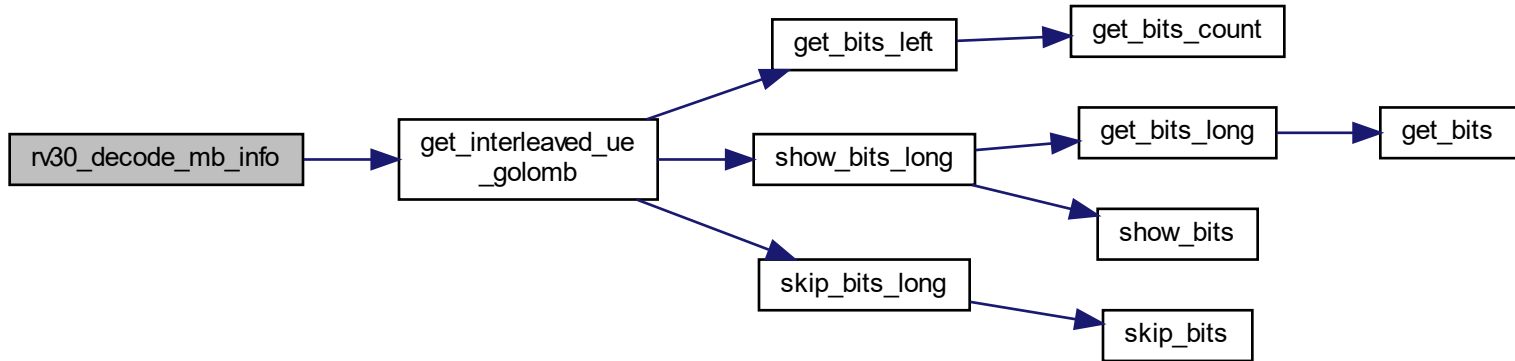 rv30_decode_mb_info
get_interleaved_ue
_golomb
get_bits_left
get_bits_count
show_bits_long
get_bits_long
get_bits
show_bits
skip_bits_long
skip_bits